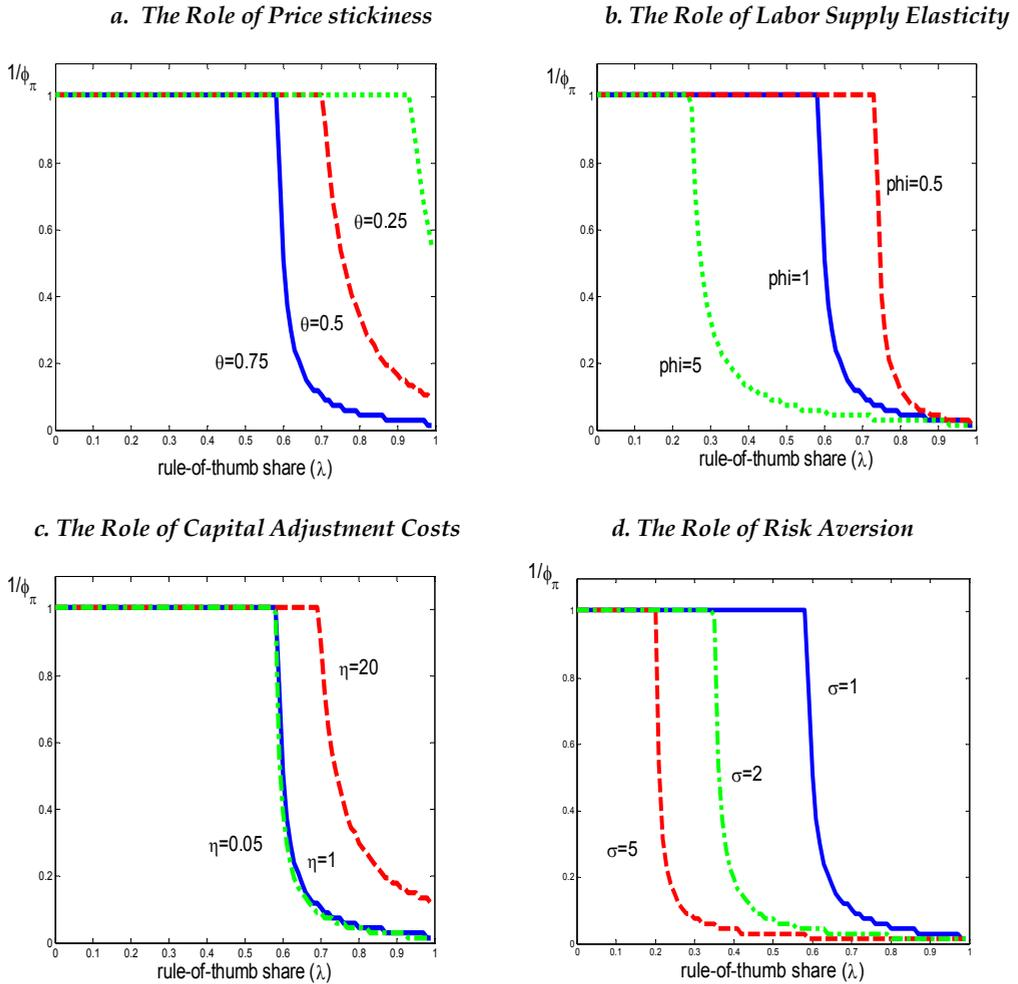 a. The Role of Price stickiness
1/φπ
1
0.8
0.6
0.4
0.2
0
θ=0.25
θ=0.5
θ=0.75
0 0.1 0.2 0.3 0.4 0.5 0.6 0.7 0.8 0.9 1
rule-of-thumb share (λ)
b. The Role of Labor Supply Elasticity
1/φπ
1
0.8
0.6
0.4
0.2
0
phi=0.5
phi=1
phi=5
0 0.1 0.2 0.3 0.4 0.5 0.6 0.7 0.8 0.9 1
rule-of-thumb share (λ)
c. The Role of Capital Adjustment Costs
1/φπ
1
0.8
0.6
0.4
0.2
0
η=20
η=0.05
η=1
0 0.1 0.2 0.3 0.4 0.5 0.6 0.7 0.8 0.9 1
rule-of-thumb share (λ)
d. The Role of Risk Aversion
1/φπ
1
0.8
0.6
0.4
0.2
0
σ=1
σ=2
σ=5
0 0.1 0.2 0.3 0.4 0.5 0.6 0.7 0.8 0.9 1
rule-of-thumb share (λ)